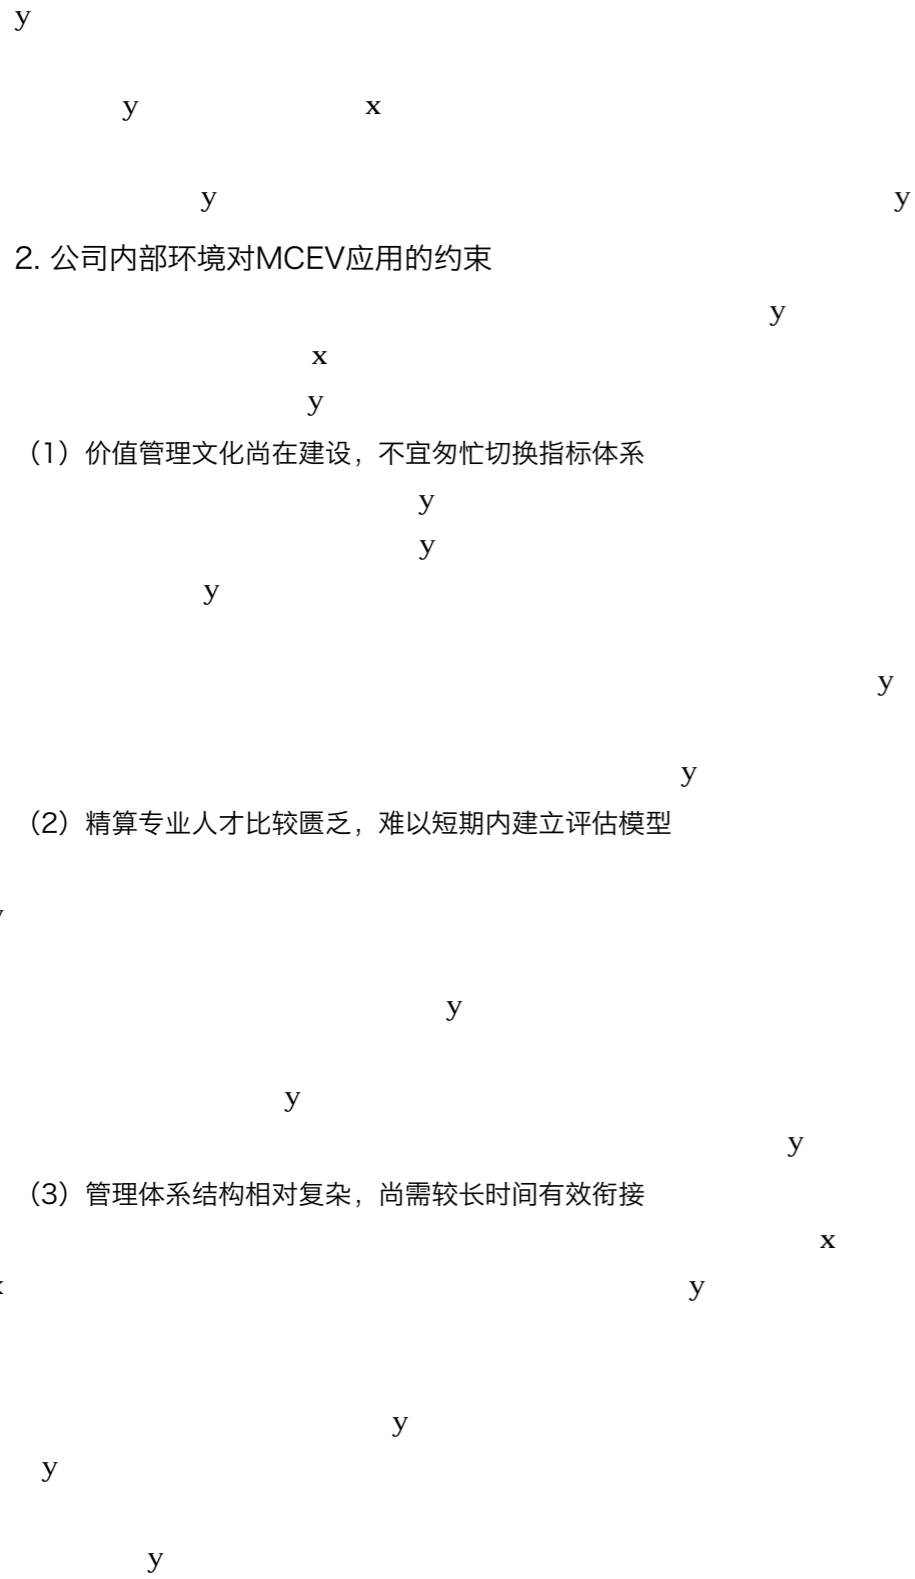 y
y x
y y
2. 公司内部环境对MCEV应用的约束
y
x
y
（1）价值管理文化尚在建设，不宜匆忙切换指标体系
y
y
y
y
y
（2）精算专业人才比较匮乏，难以短期内建立评估模型
y
y
y
（3）管理体系结构相对复杂，尚需较长时间有效衔接
x
y
y
y
y